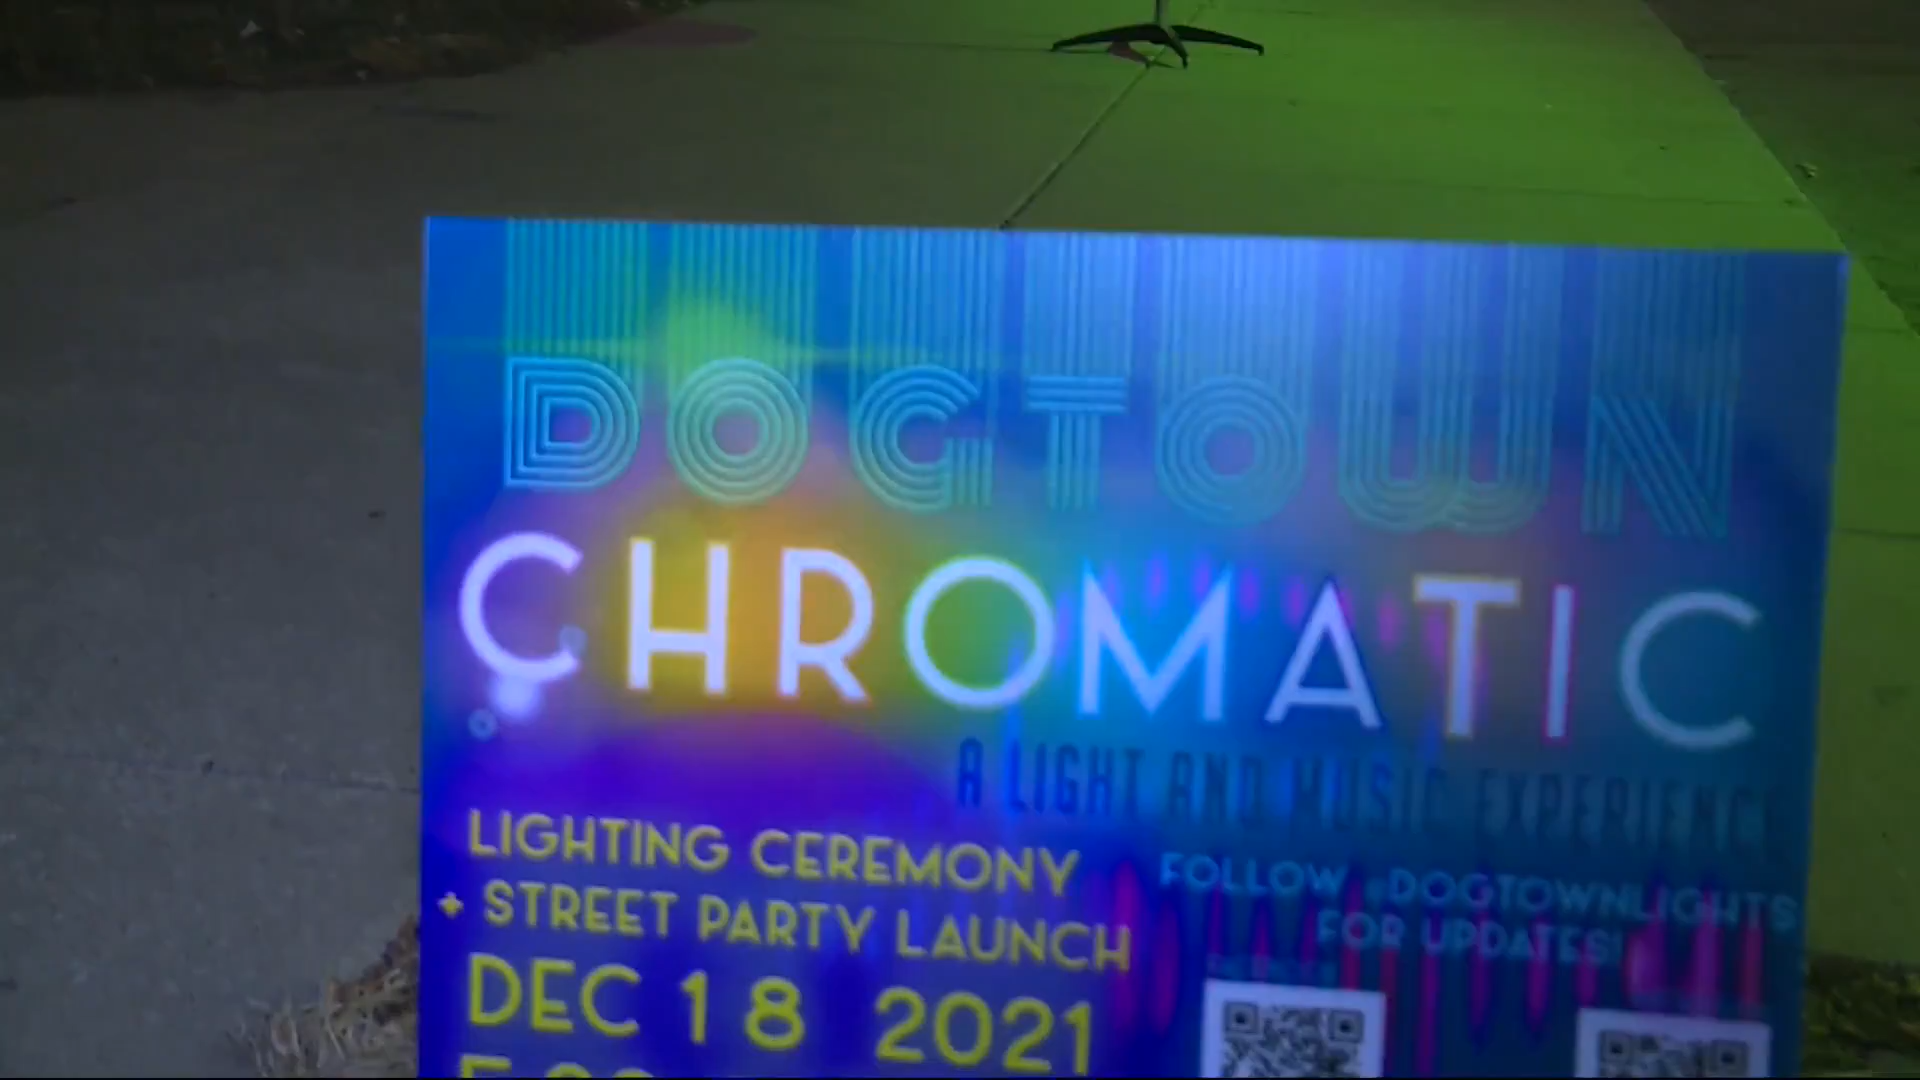 DOGTOWN
CHROMATIC
A LIGHT AND MUSIC EXPERIENCE
LIGHTING CEREMONY
+ STREET PARTY LAUNCH
DEC 18 2021
FOLLOW @DOGTOWNLIGHTS
FOR UPDATES!